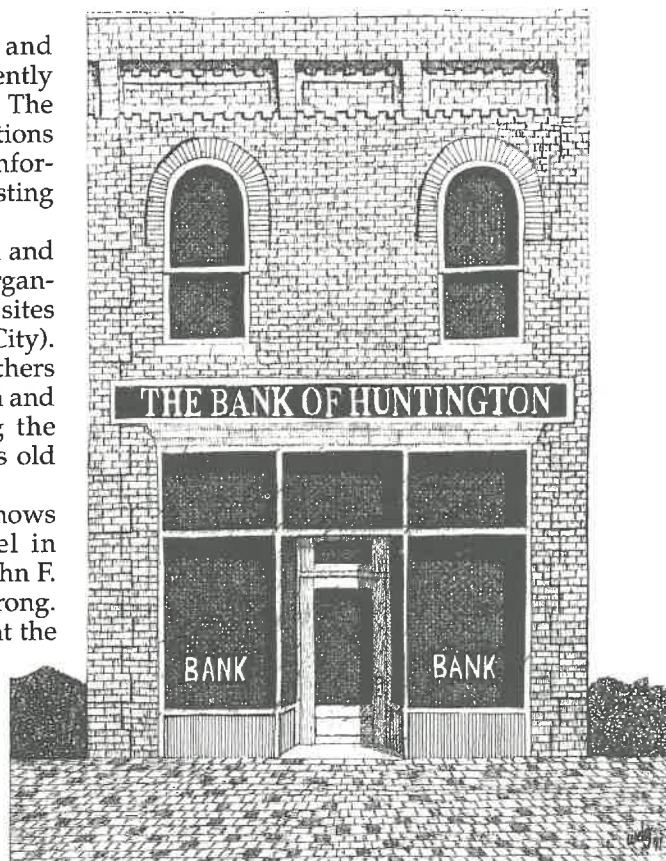 and
ently
The
tions
nfor-
sting
and
rgan-
sites
City).
thers
n and
g the
s old
hows
el in
hn F.
rong.
at the
THE BANK OF HUNTINGTON
BANK
BANK